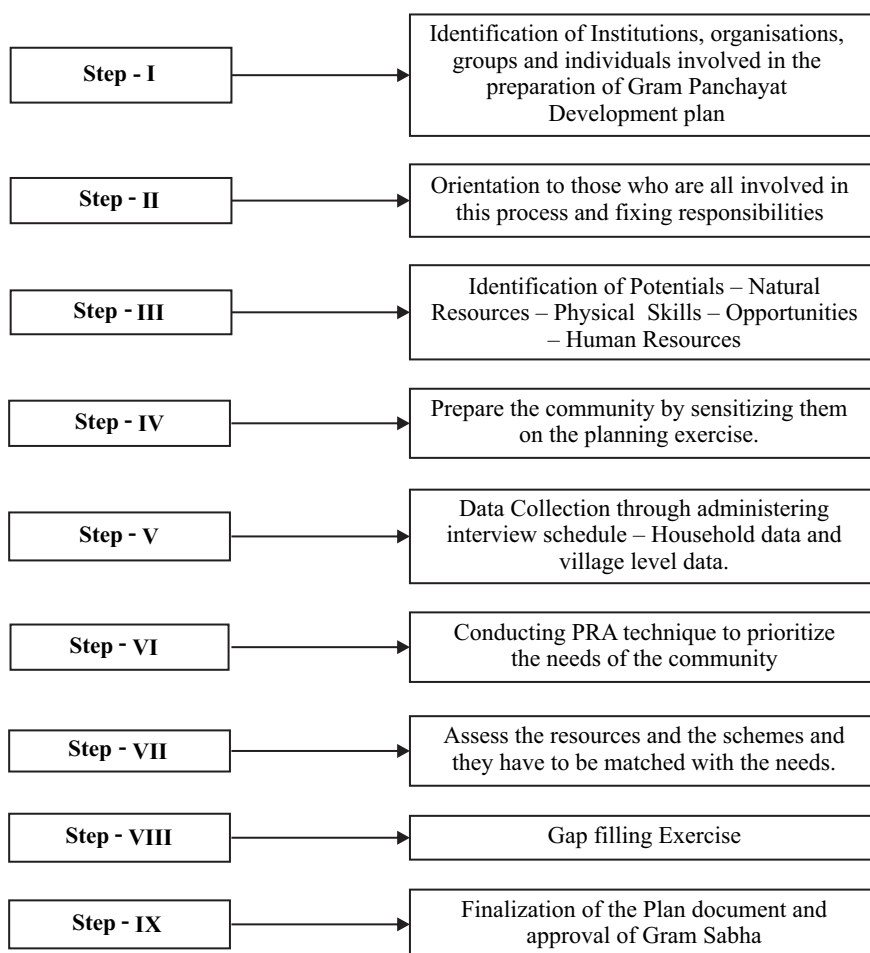 Step - I
Identification of Institutions, organisations,
groups and individuals involved in the
preparation of Gram Panchayat
Development plan
Step - II
Orientation to those who are all involved in
this process and fixing responsibilities
Step - III
Identification of Potentials – Natural
Resources – Physical Skills – Opportunities
– Human Resources
Step - IV
Prepare the community by sensitizing them
on the planning exercise.
Step - V
Data Collection through administering
interview schedule – Household data and
village level data.
Step - VI
Conducting PRA technique to prioritize
the needs of the community
Step - VII
Assess the resources and the schemes and
they have to be matched with the needs.
Step - VIII
Gap filling Exercise
Step - IX
Finalization of the Plan document and
approval of Gram Sabha